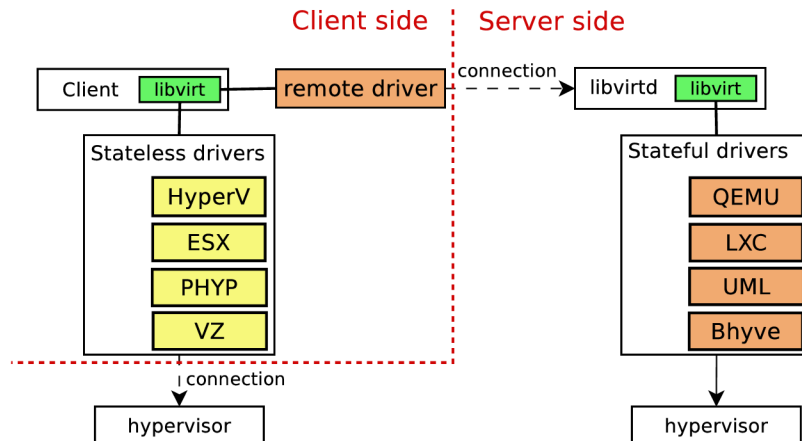 Client side
Server side
Client
libvirt
remote driver
connection
libvirtd
libvirt
Stateless drivers
HyperV
ESX
PHYP
VZ
connection
hypervisor
Stateful drivers
QEMU
LXC
UML
Bhyve
hypervisor